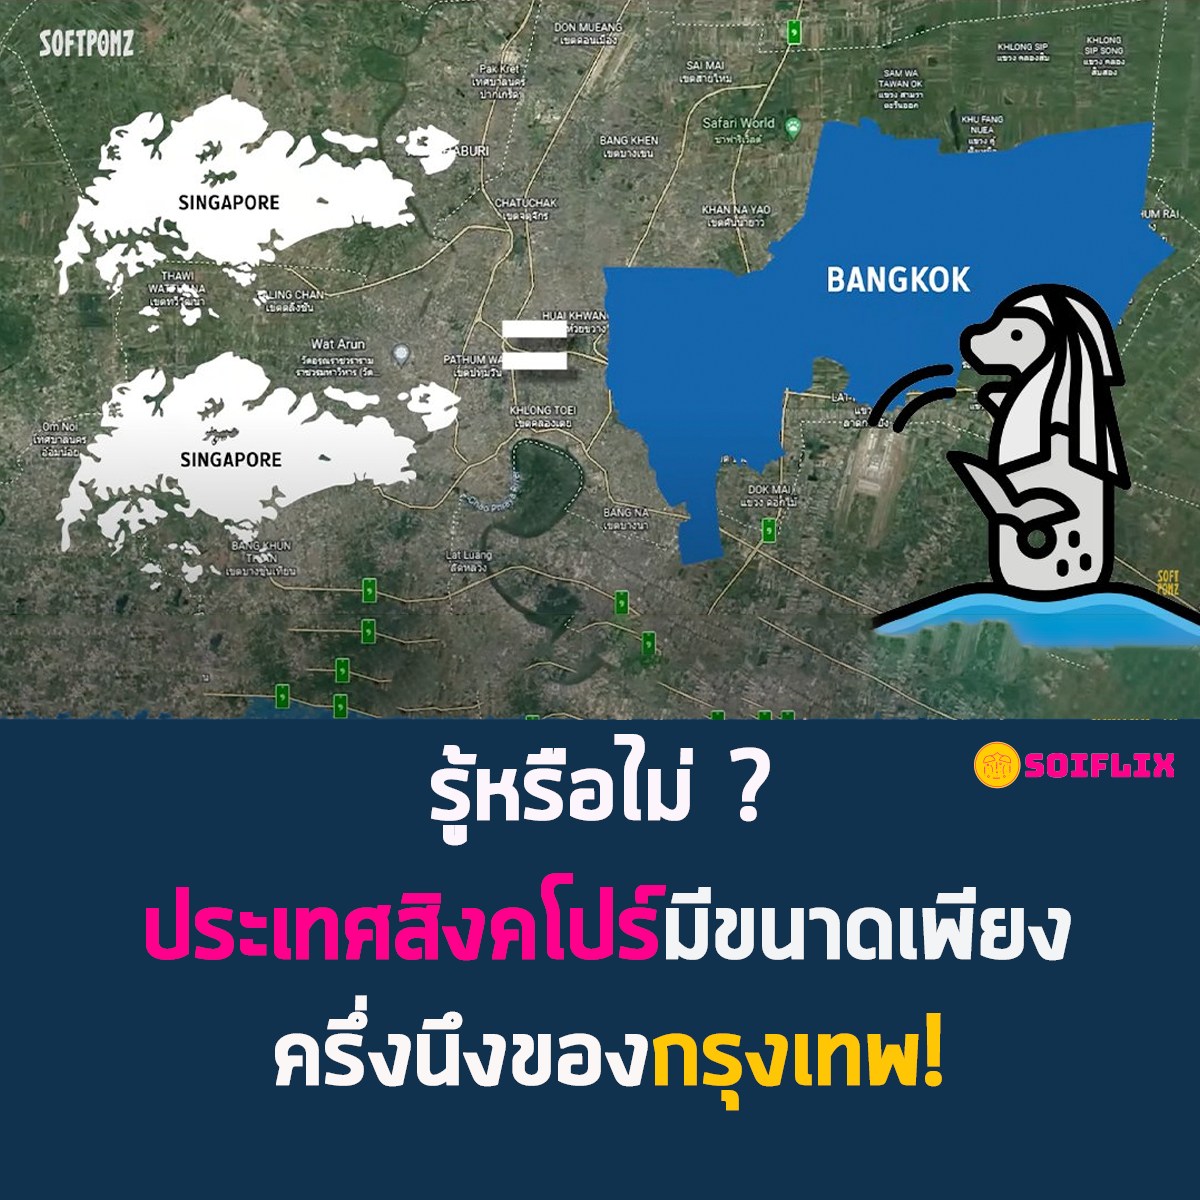 SOFTPOMZ
DON MUEANG
เขตดอนเมือง
Pak Kret
เทศบาลนคร
ปากเกร็ด
SAI MAI
เขตสายไหม
KHLONG SIP
แขวง คลองสิบ
KHLONG
SIP SONG
แขวง คลอง
สิบสอง
SAM WA
TAWAN OK
แขวง สามวา
ตะวันออก
Safari World
ซาฟารีเวิลด์
KHU FANG
NUEA
แขวง คู้
BANG KHEN
เขตบางเขน
ABURI
SINGAPORE
CHATUCHAK
เขตจตุจักร
KHAN NA YAO
เขตคันนายาว
HUM RAI
BANGKOK
THAWI
WATTHANA
เขตทวีวัฒนา
ALING CHAN
เขตตลิ่งชัน
HUAI KHWANG
ห้วยขวาง
Wat Arun
วัดอรุณราชวราราม
ราชวรมหาวิหาร (วัด...
PATHUM WA
เขตปทุมวัน
=
KHLONG TOEI
เขตคลองเตย
Om Noi
เทศบาลนคร
อ้อมน้อย
SINGAPORE
DOK MAI
แขวง ดอกไม้
BANG NA
เขตบางนา
BANG KHUN
THIAN
เขตบางขุนเทียน
Lat Luang
ลัดหลวง
SOFT
POMZ
SOIFLIX
รู้หรือไม่ ?
ประเทศสิงคโปร์มีขนาดเพียง
ครึ่งนึงของกรุงเทพ!